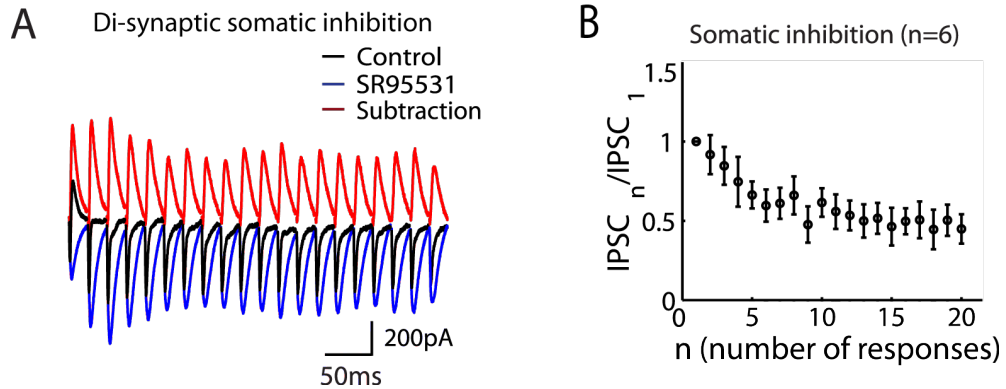 A
Di-synaptic somatic inhibition
Control
SR95531
Subtraction
200pA
50ms
B
Somatic inhibition (n=6)
IPSC n/IPSC 1
1.5
1
0.5
0
0 5 10 15 20
n (number of responses)